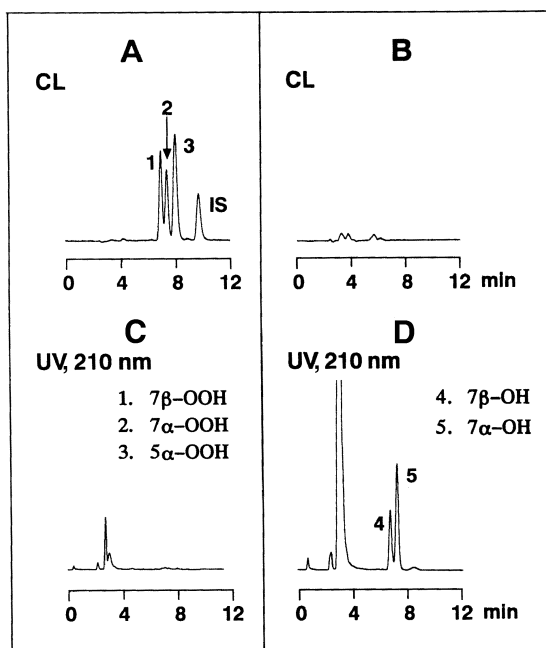 A
CL
1
2
3
IS
0 4 8 12
B
CL
0 4 8 12 min
C
UV, 210 nm
1. 7β–OOH
2. 7α–OOH
3. 5α–OOH
0 4 8 12
D
UV, 210 nm
4. 7β–OH
5. 7α–OH
4
5
0 4 8 12 min